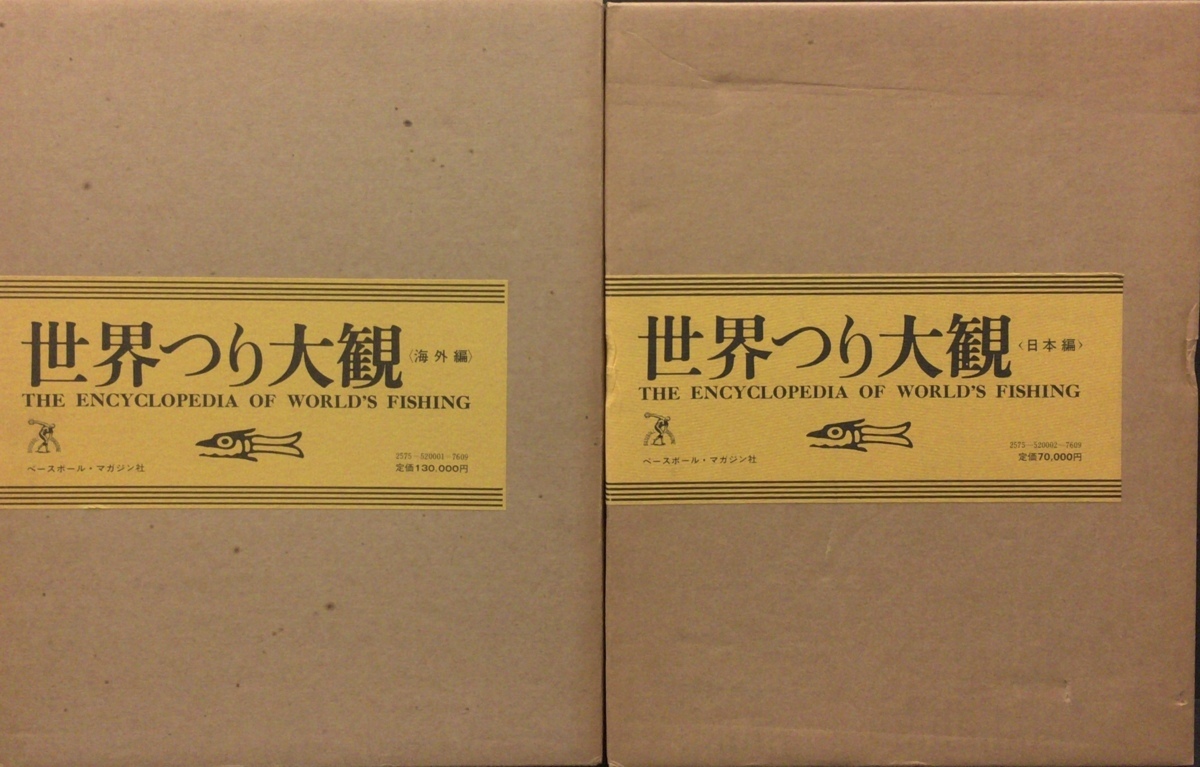 世界つり大観〈海外編〉
THE ENCYCLOPEDIA OF WORLD'S FISHING
2575-520001-7609
ベースボール・マガジン社
定価130,000円
世界つり大観〈日本編〉
THE ENCYCLOPEDIA OF WORLD'S FISHING
2575-520002-7609
ベースボール・マガジン社
定価70,000円